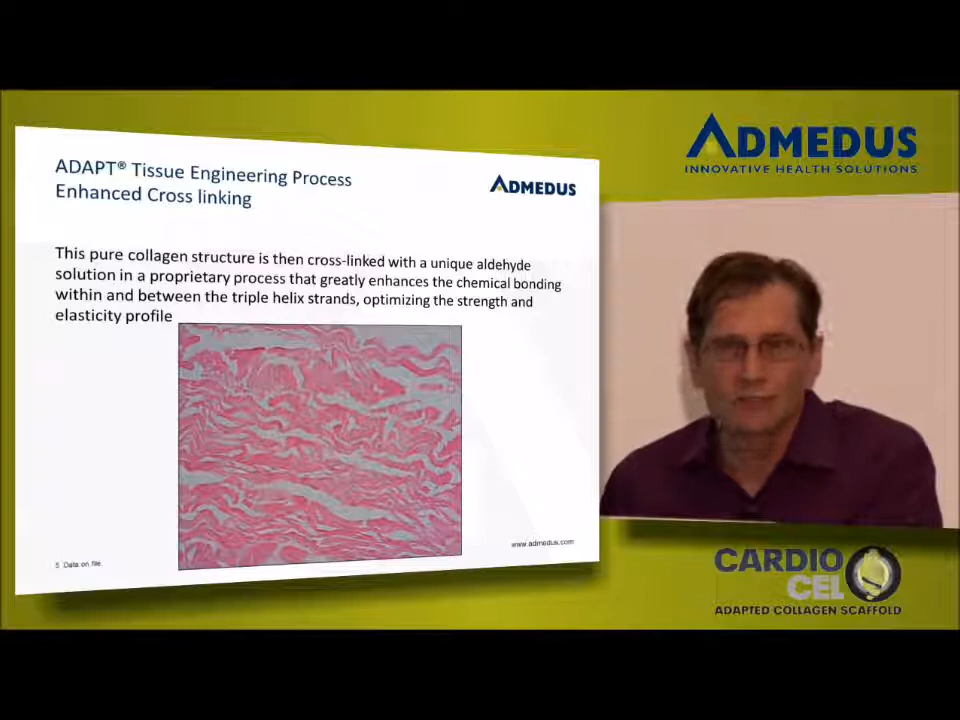 ADAPT® Tissue Engineering Process
Enhanced Cross linking
ADMEDUS
This pure collagen structure is then cross-linked with a unique aldehyde
solution in a proprietary process that greatly enhances the chemical bonding
within and between the triple helix strands, optimizing the strength and
elasticity profile
5 Data on file.
www.admedus.com
ADMEDUS
INNOVATIVE HEALTH SOLUTIONS
CARDIO
CEL
ADAPTED COLLAGEN SCAFFOLD